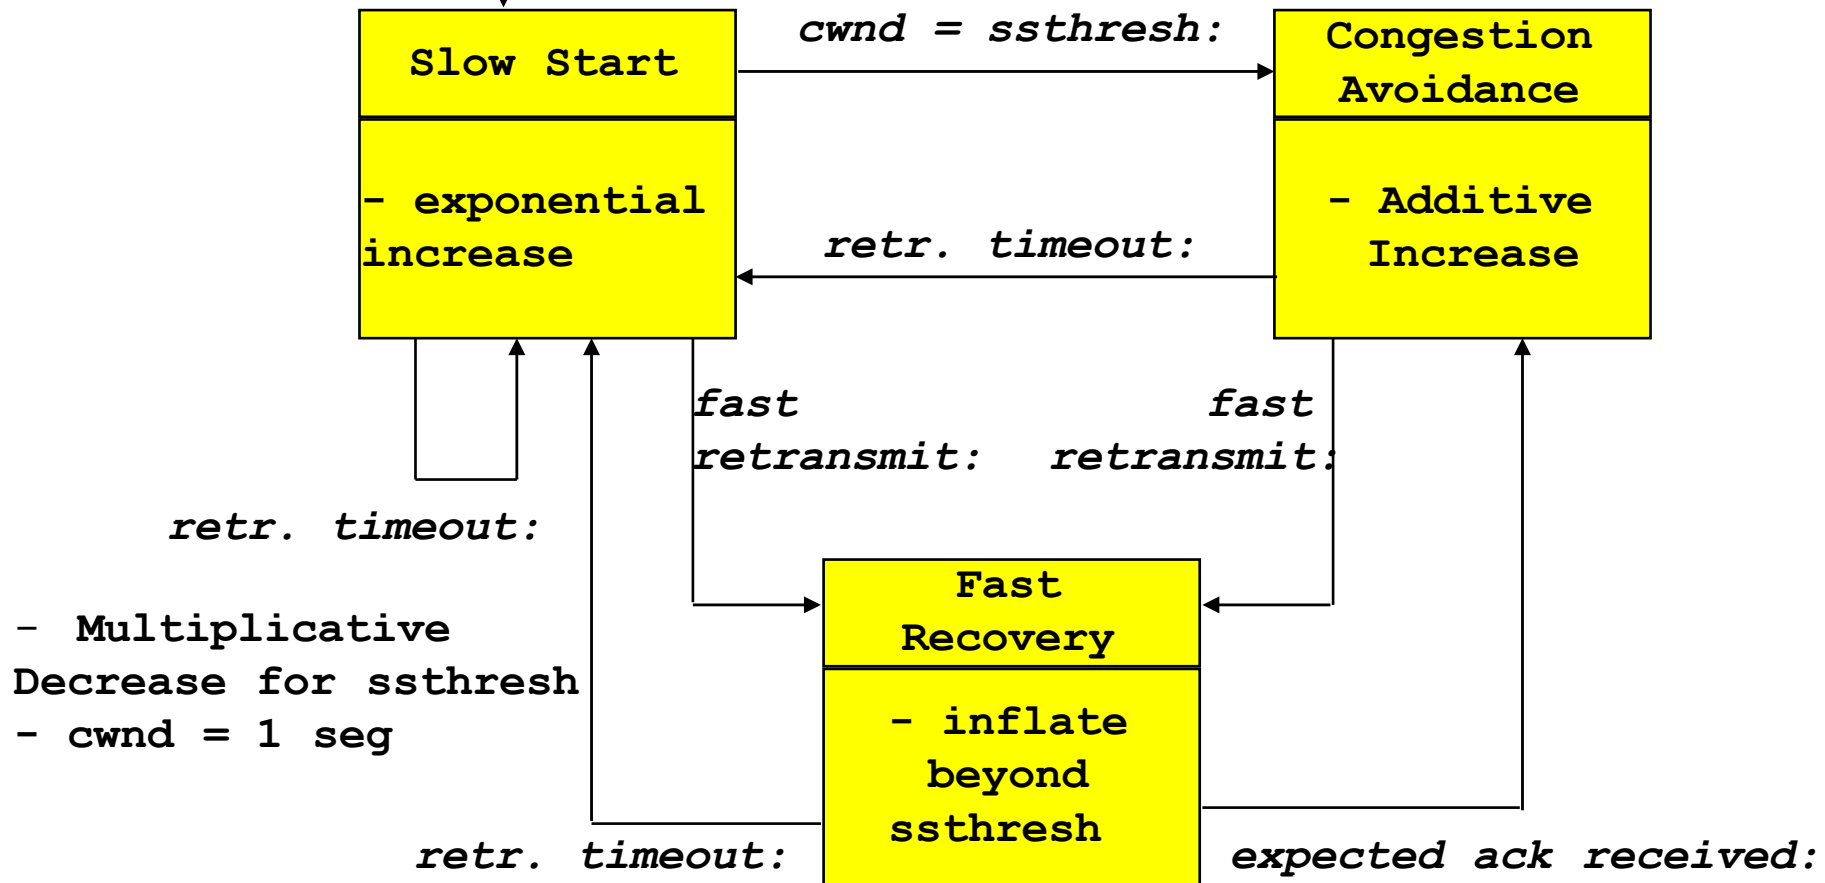 cwnd = ssthresh:
Slow Start
Congestion
Avoidance
- exponential
increase
- Additive
Increase
retr. timeout:
fast
retransmit:
fast
retransmit:
retr. timeout:
- Multiplicative
Decrease for ssthresh
- cwnd = 1 seg
Fast
Recovery
- inflate
beyond
ssthresh
retr. timeout:
expected ack received: